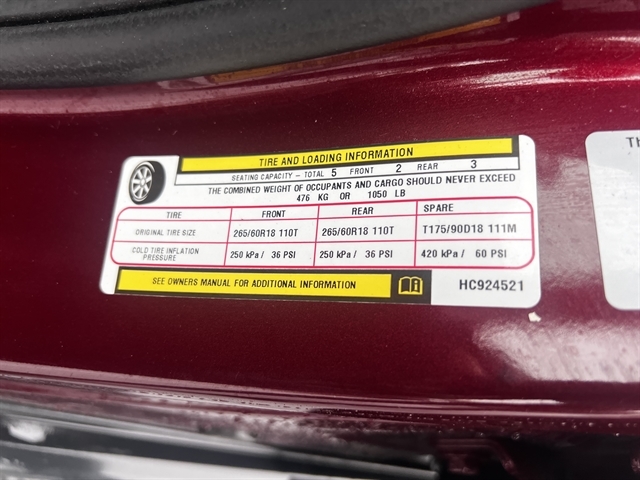 TIRE AND LOADING INFORMATION
SEATING CAPACITY – TOTAL 5 FRONT 2 REAR 3
THE COMBINED WEIGHT OF OCCUPANTS AND CARGO SHOULD NEVER EXCEED
476 KG OR 1050 LB
TIRE FRONT REAR SPARE
ORIGINAL TIRE SIZE 265/60R18 110T 265/60R18 110T T175/90D18 111M
COLD TIRE INFLATION PRESSURE 250 kPa / 36 PSI 250 kPa / 36 PSI 420 kPa / 60 PSI
SEE OWNERS MANUAL FOR ADDITIONAL INFORMATION HC924521